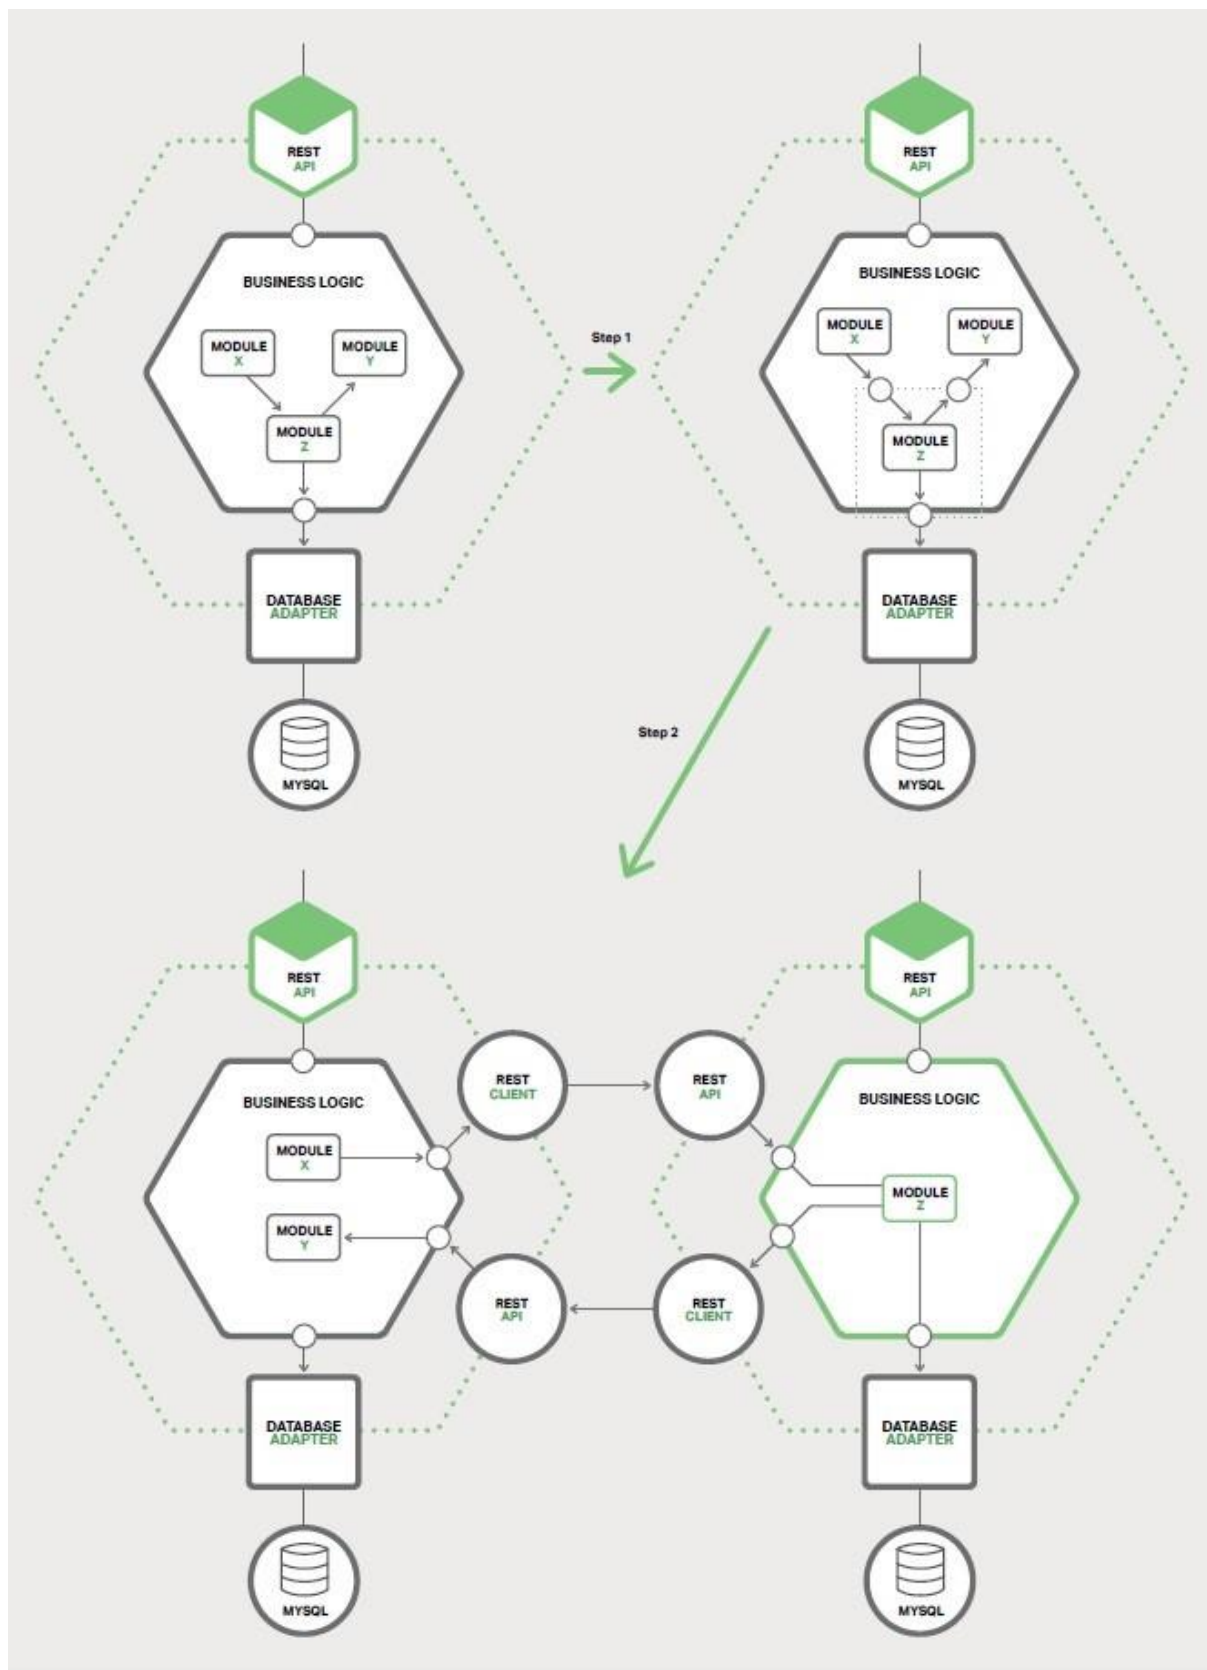 REST
API
BUSINESS LOGIC
MODULE
X
MODULE
Y
MODULE
Z
DATABASE
ADAPTER
MYSQL
Step 1
REST
API
BUSINESS LOGIC
MODULE
X
MODULE
Y
MODULE
Z
DATABASE
ADAPTER
MYSQL
Step 2
REST
API
BUSINESS LOGIC
MODULE
X
MODULE
Y
REST
CLIENT
REST
API
DATABASE
ADAPTER
MYSQL
REST
API
REST
API
BUSINESS LOGIC
MODULE
Z
REST
CLIENT
DATABASE
ADAPTER
MYSQL